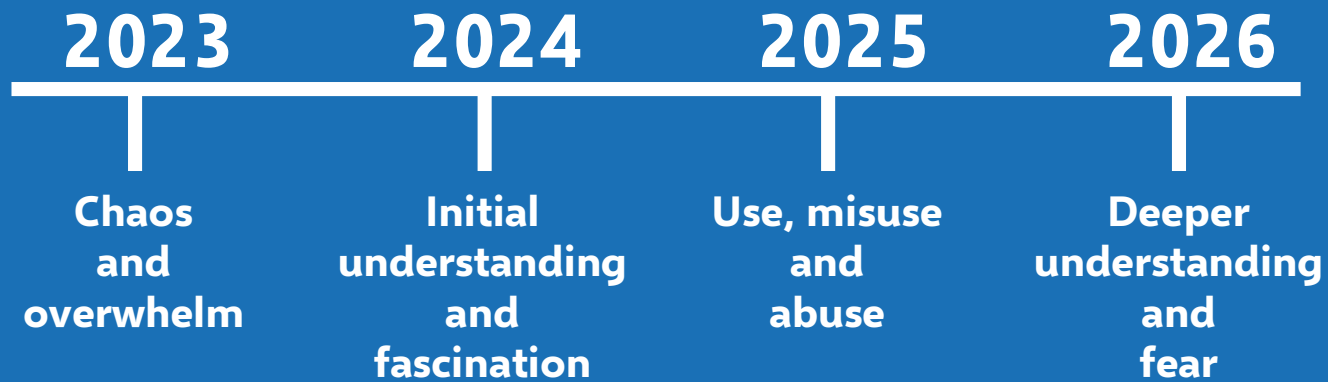 2023 2024 2025 2026
Chaos
and
overwhelm
Initial
understanding
and
fascination
Use, misuse
and
abuse
Deeper
understanding
and
fear